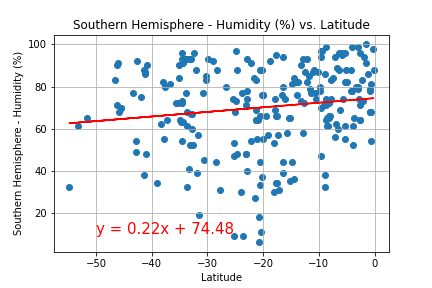 Southern Hemisphere - Humidity (%) vs. Latitude
Southern Hemisphere - Humidity (%)
100
80
60
40
20
y = 0.22x + 74.48
−50
−40
−30
−20
−10
0
Latitude